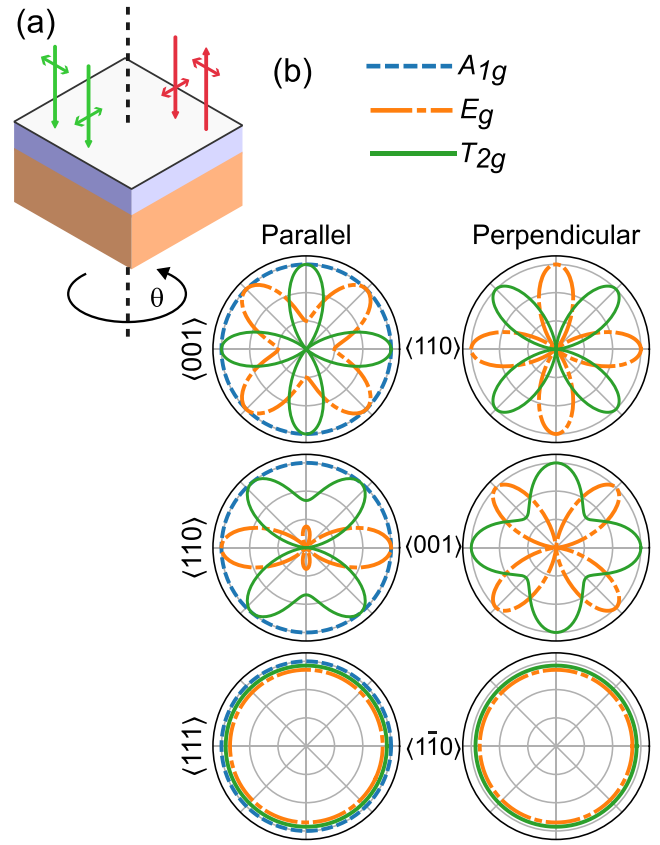 (a)
(b)
A1g
Eg
T2g
θ
Parallel
Perpendicular
⟨001⟩
⟨110⟩
⟨110⟩
⟨001⟩
⟨111⟩
⟨11̅0⟩